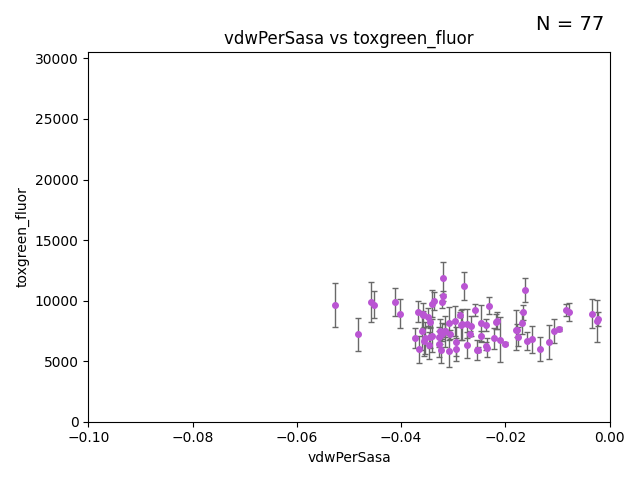 N = 77
vdwPerSasa vs toxgreen_fluor
30000
25000
20000
15000
10000
5000
0
toxgreen_fluor
−0.10 −0.08 −0.06 −0.04 −0.02 0.00
vdwPerSasa